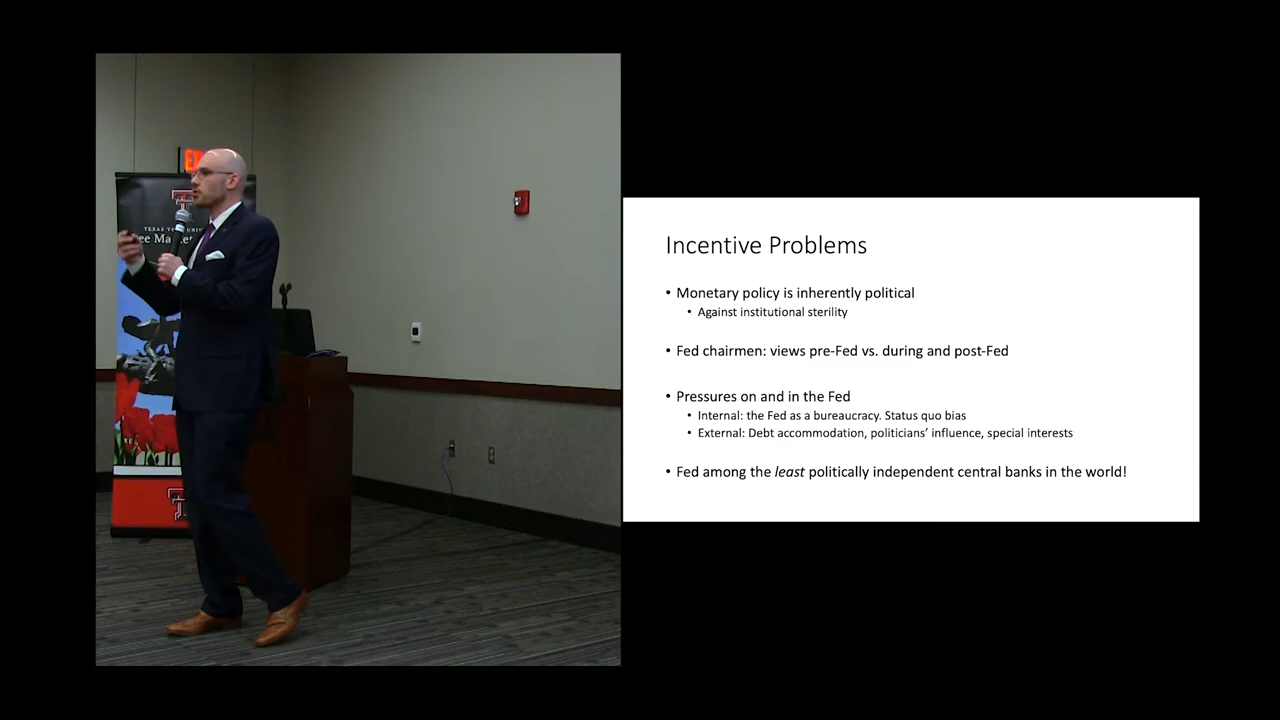 TEXAS TE
Incentive Problems
• Monetary policy is inherently political
• Against institutional sterility
• Fed chairmen: views pre-Fed vs. during and post-Fed
• Pressures on and in the Fed
• Internal: the Fed as a bureaucracy. Status quo bias
• External: Debt accommodation, politicians’ influence, special interests
• Fed among the least politically independent central banks in the world!